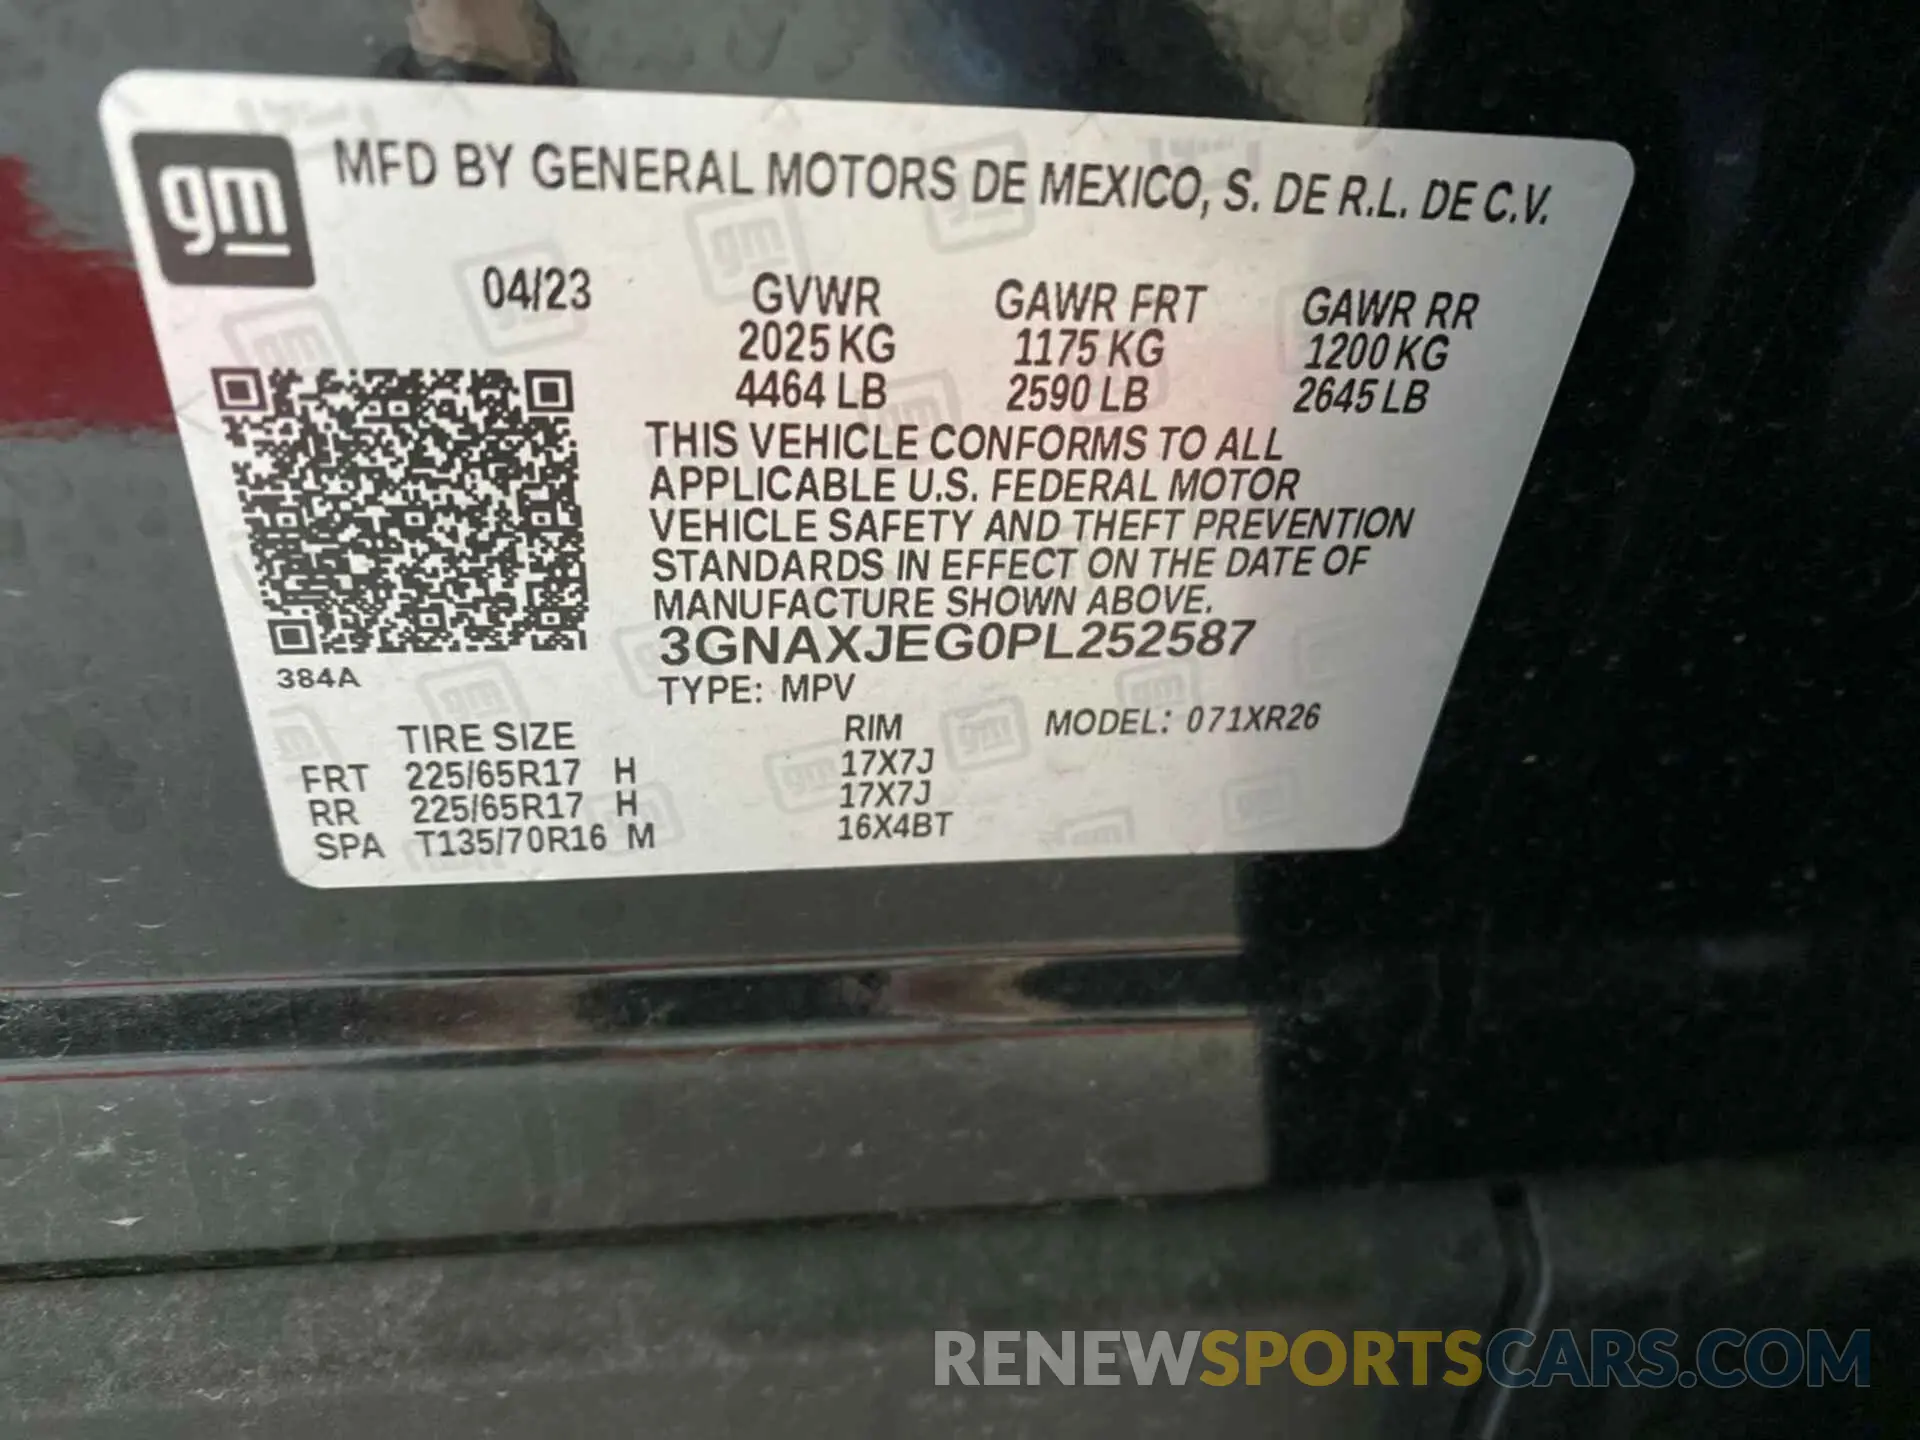 gm
MFD BY GENERAL MOTORS DE MEXICO, S. DE R.L. DE C.V.
04/23 GVWR GAWR FRT GAWR RR
2025 KG 1175 KG 1200 KG
4464 LB 2590 LB 2645 LB
THIS VEHICLE CONFORMS TO ALL
APPLICABLE U.S. FEDERAL MOTOR
VEHICLE SAFETY AND THEFT PREVENTION
STANDARDS IN EFFECT ON THE DATE OF
MANUFACTURE SHOWN ABOVE.
3GNAXJEG0PL252587
384A
TYPE: MPV
TIRE SIZE RIM MODEL: 071XR26
FRT 225/65R17 H 17X7J
RR 225/65R17 H 17X7J
SPA T135/70R16 M 16X4BT
RENEWSPORTSCARS.COM